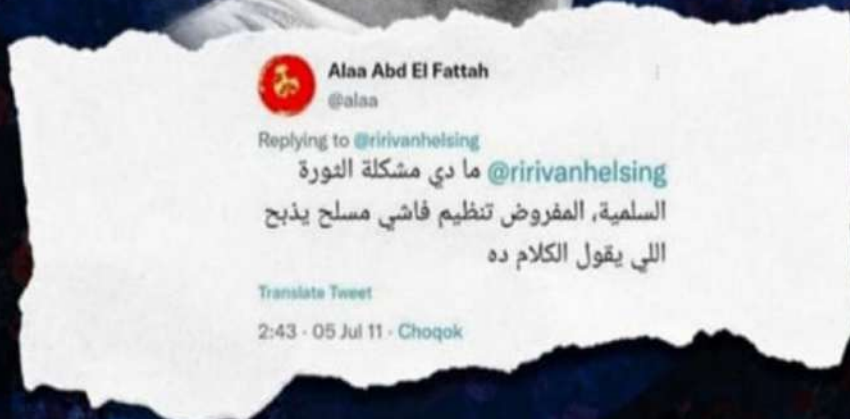 Alaa Abd El Fattah
@alaa
Replying to @ririvanhelsing
@ririvanhelsing ما دي مشكلة الثورة
السلمية، المفروض تنظيم فاشي مسلح يذبح
اللي يقول الكلام ده
Translate Tweet
2:43 · 05 Jul 11 · Choqok